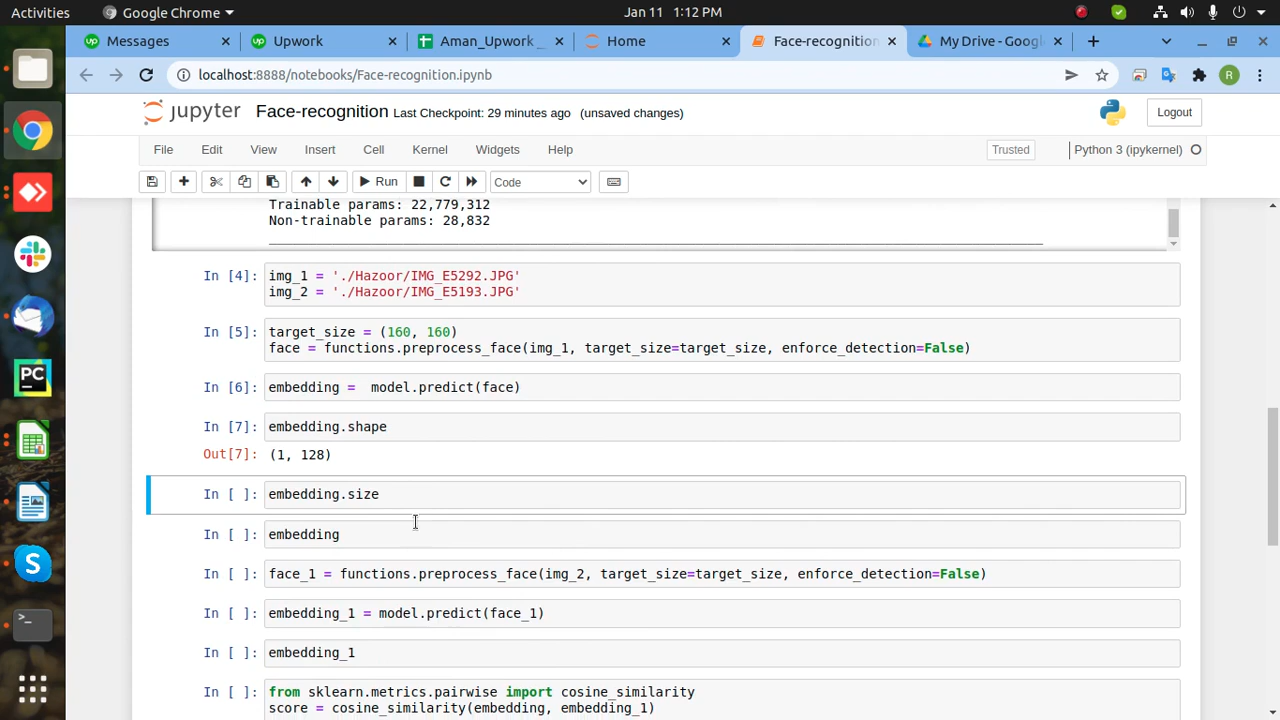 Activities
Google Chrome
Jan 11 1:12 PM
Messages
Upwork
Aman_Upwork
Home
Face-recognition
My Drive - Google
localhost:8888/notebooks/Face-recognition.ipynb
R
jupyter
Face-recognition Last Checkpoint: 29 minutes ago (unsaved changes)
Logout
File Edit View Insert Cell Kernel Widgets Help
Trusted
Python 3 (ipykernel)
Run
Code
Trainable params: 22,779,312
Non-trainable params: 28,832
In [4]: img_1 = './Hazoor/IMG_E5292.JPG'
img_2 = './Hazoor/IMG_E5193.JPG'
In [5]: target_size = (160, 160)
face = functions.preprocess_face(img_1, target_size=target_size, enforce_detection=False)
In [6]: embedding =  model.predict(face)
In [7]: embedding.shape
Out[7]: (1, 128)
In [ ]: embedding.size
In [ ]: embedding
In [ ]: face_1 = functions.preprocess_face(img_2, target_size=target_size, enforce_detection=False)
In [ ]: embedding_1 = model.predict(face_1)
In [ ]: embedding_1
In [ ]: from sklearn.metrics.pairwise import cosine_similarity
score = cosine_similarity(embedding, embedding_1)
PC